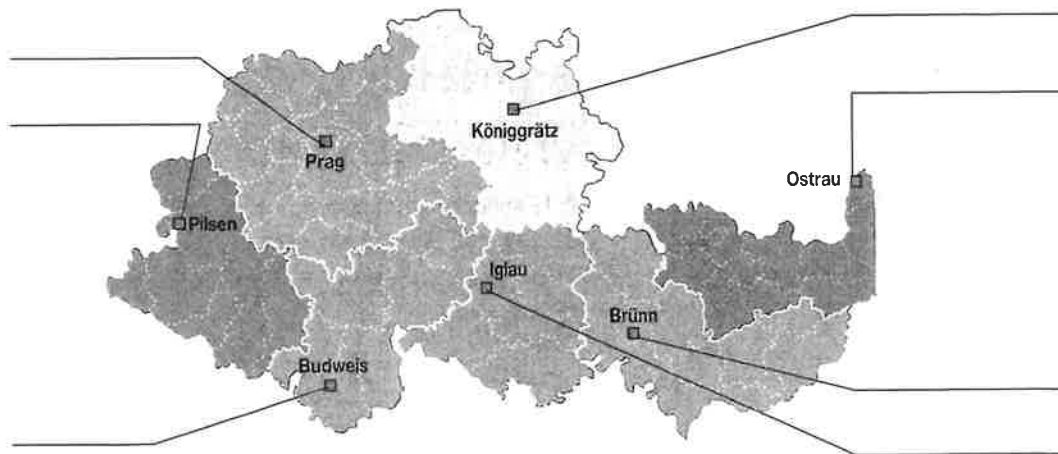 Königgrätz
Prag
Ostrau
Pilsen
Iglau
Brünn
Budweis